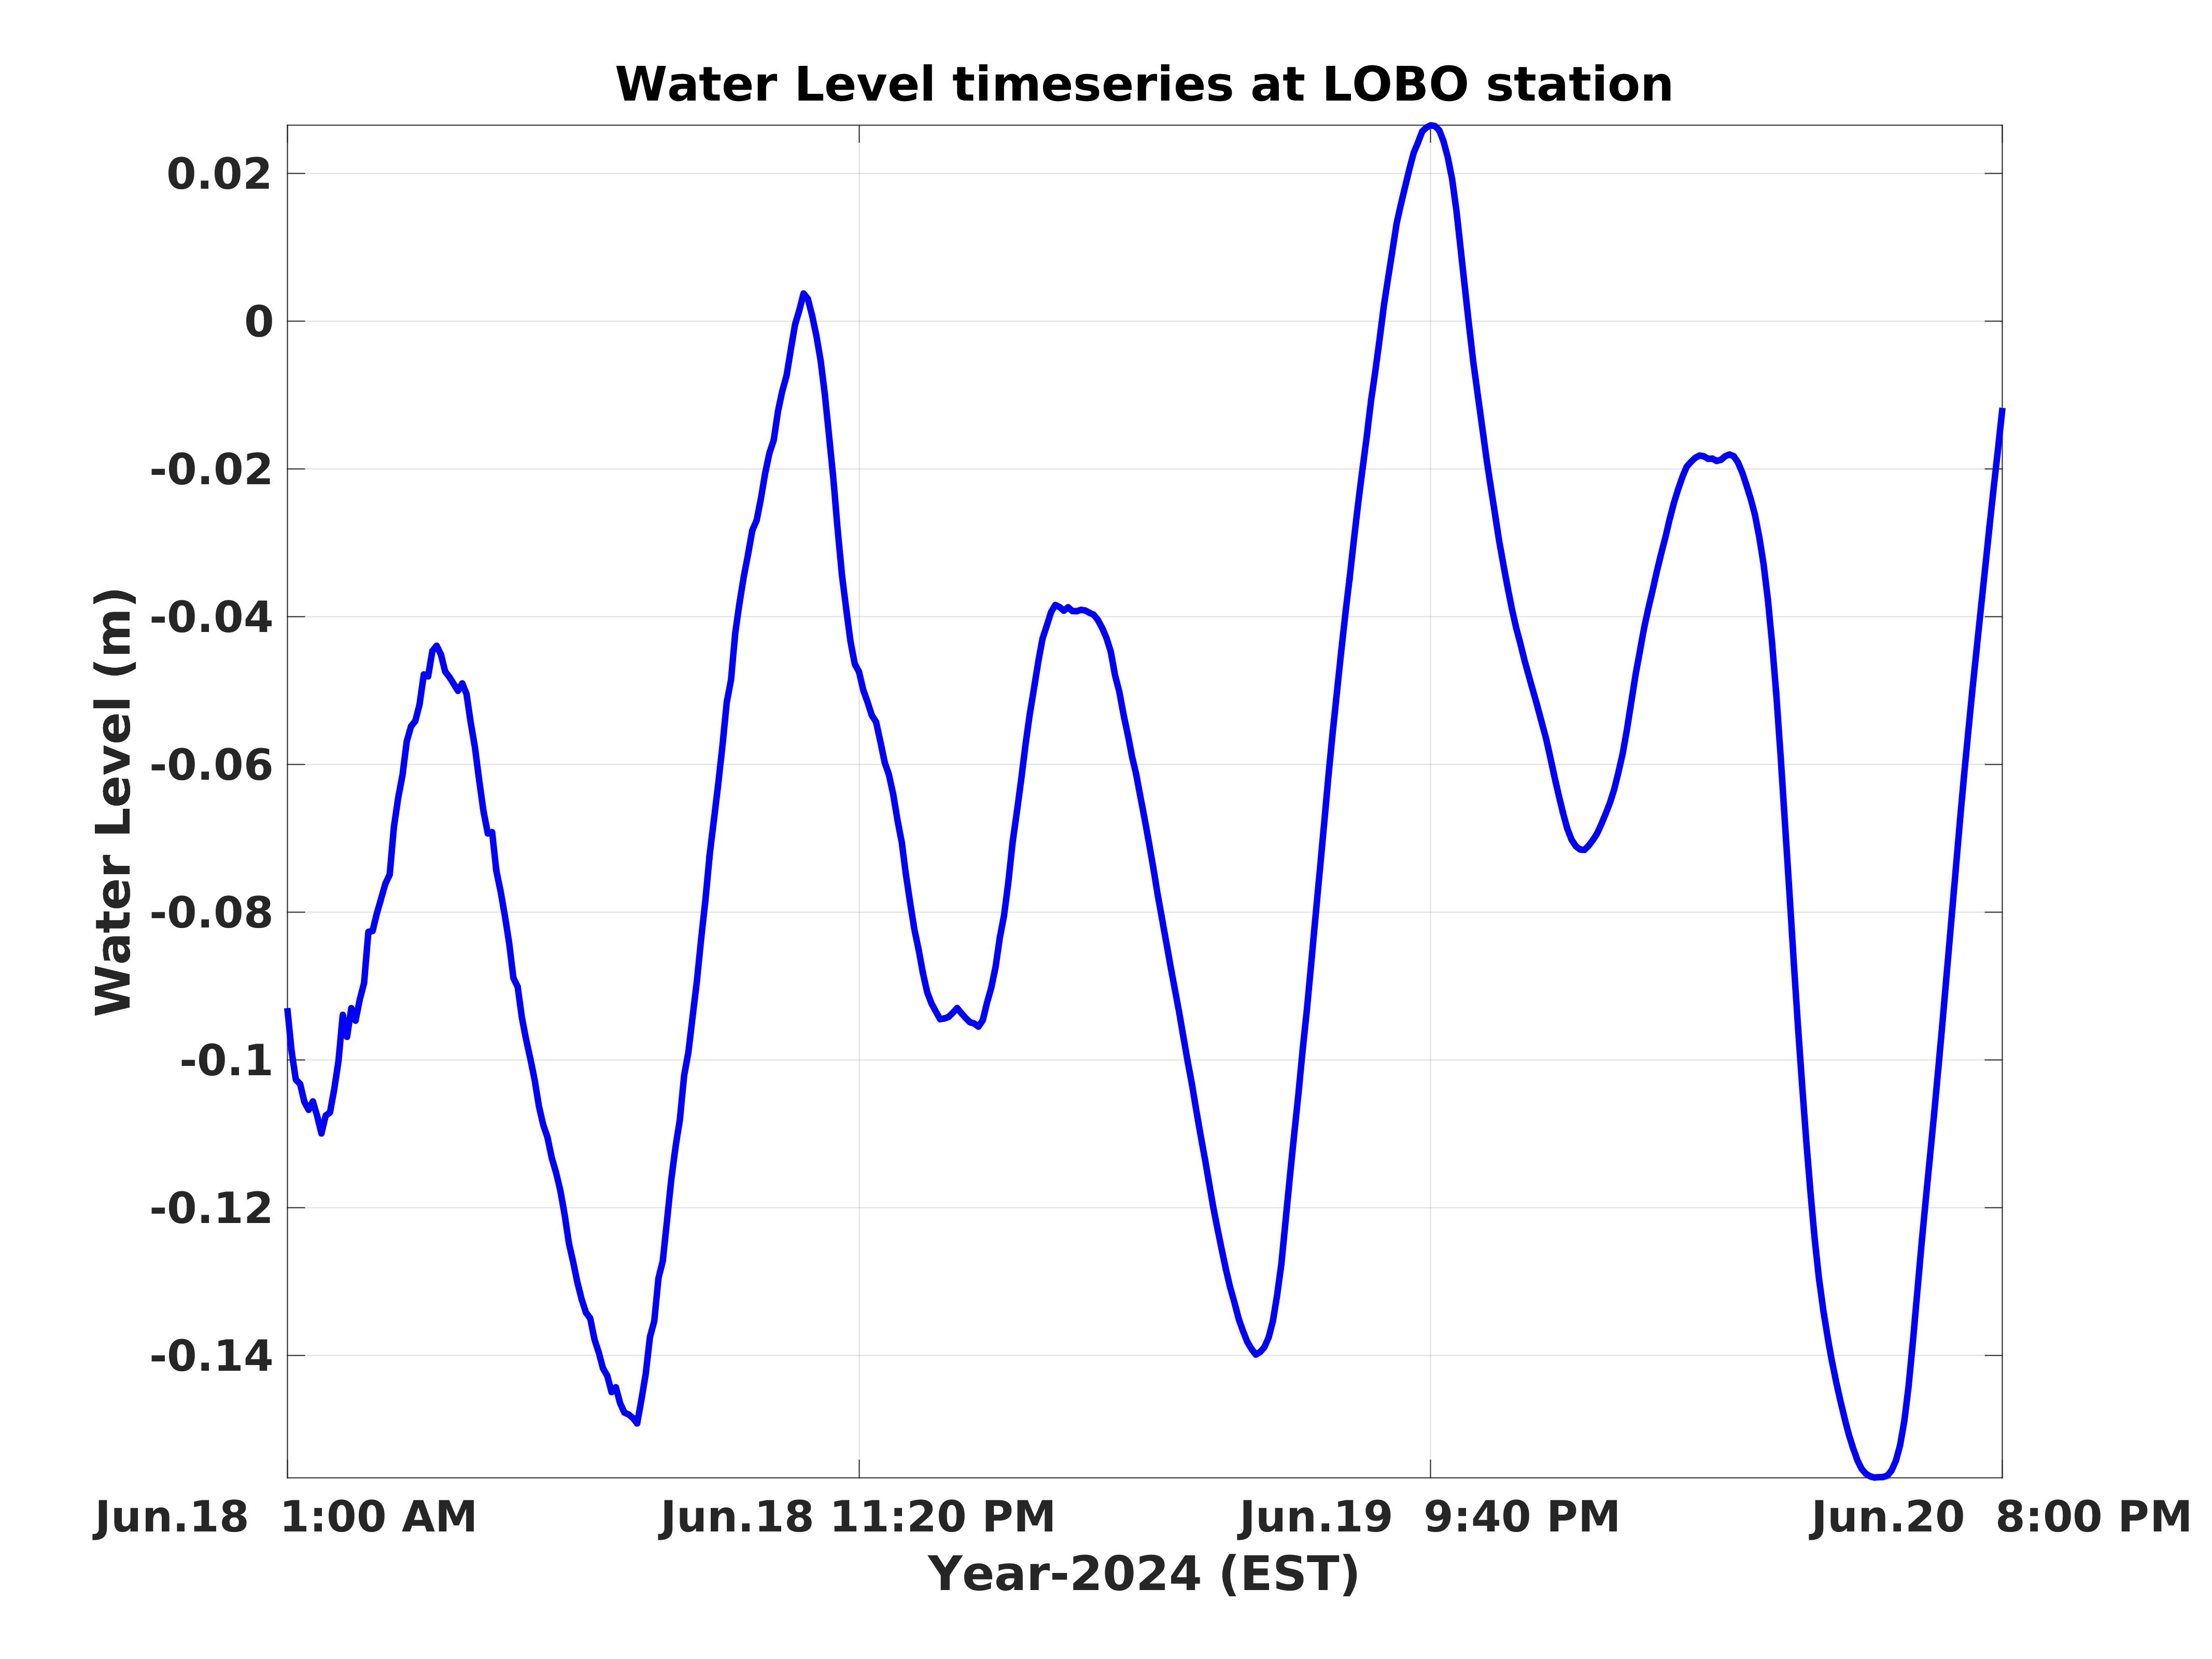 Water Level timeseries at LOBO station
Water Level (m)
0.02
0
-0.02
-0.04
-0.06
-0.08
-0.1
-0.12
-0.14
Jun.18  1:00 AM
Jun.18 11:20 PM
Jun.19  9:40 PM
Jun.20  8:00 PM
Year-2024 (EST)